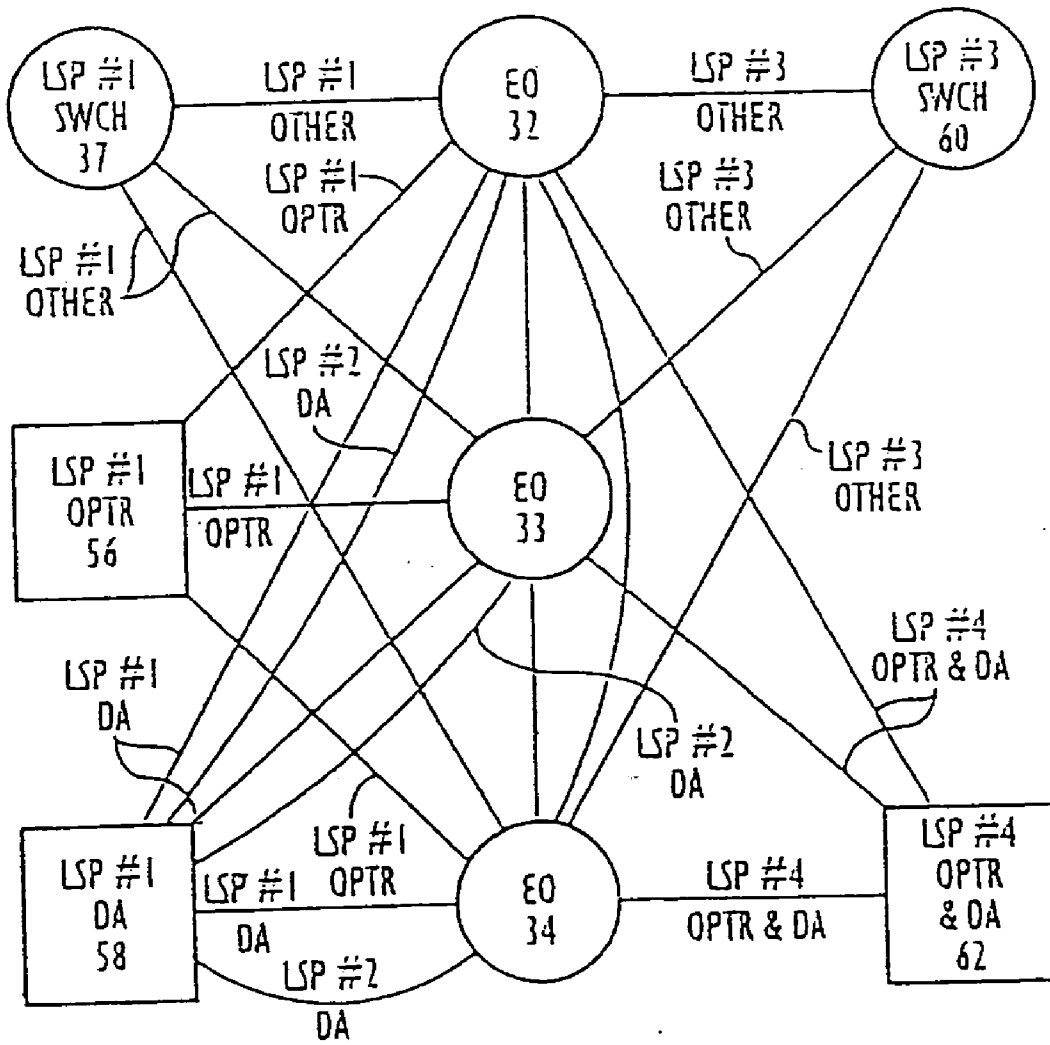 LSP #1
SWCH
37
LSP #1
OTHER
EO
32
LSP #3
OTHER
LSP #3
SWCH
60
LSP #1
OPTR
LSP #3
OTHER
LSP #1
OTHER
LSP #2
DA
LSP #1
OPTR
56
LSP #1
OPTR
EO
33
LSP #3
OTHER
LSP #4
OPTR & DA
LSP #1
DA
LSP #2
DA
LSP #1
DA
58
LSP #1
DA
LSP #1
OPTR
EO
34
LSP #4
OPTR & DA
LSP #4
OPTR
& DA
62
LSP #2
DA